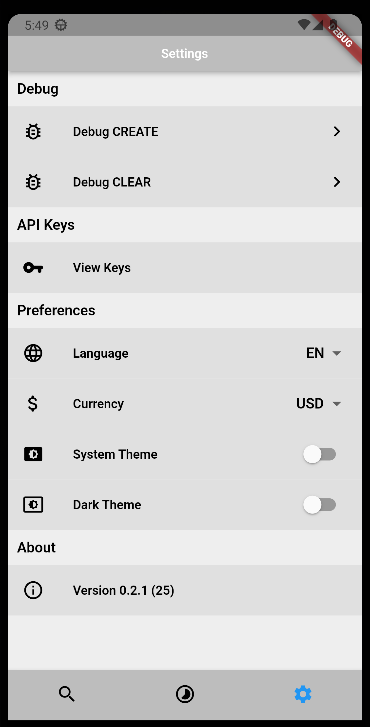 5:49
DEBUG
Settings
Debug
Debug CREATE
Debug CLEAR
API Keys
View Keys
Preferences
Language EN
Currency USD
System Theme
Dark Theme
About
Version 0.2.1 (25)